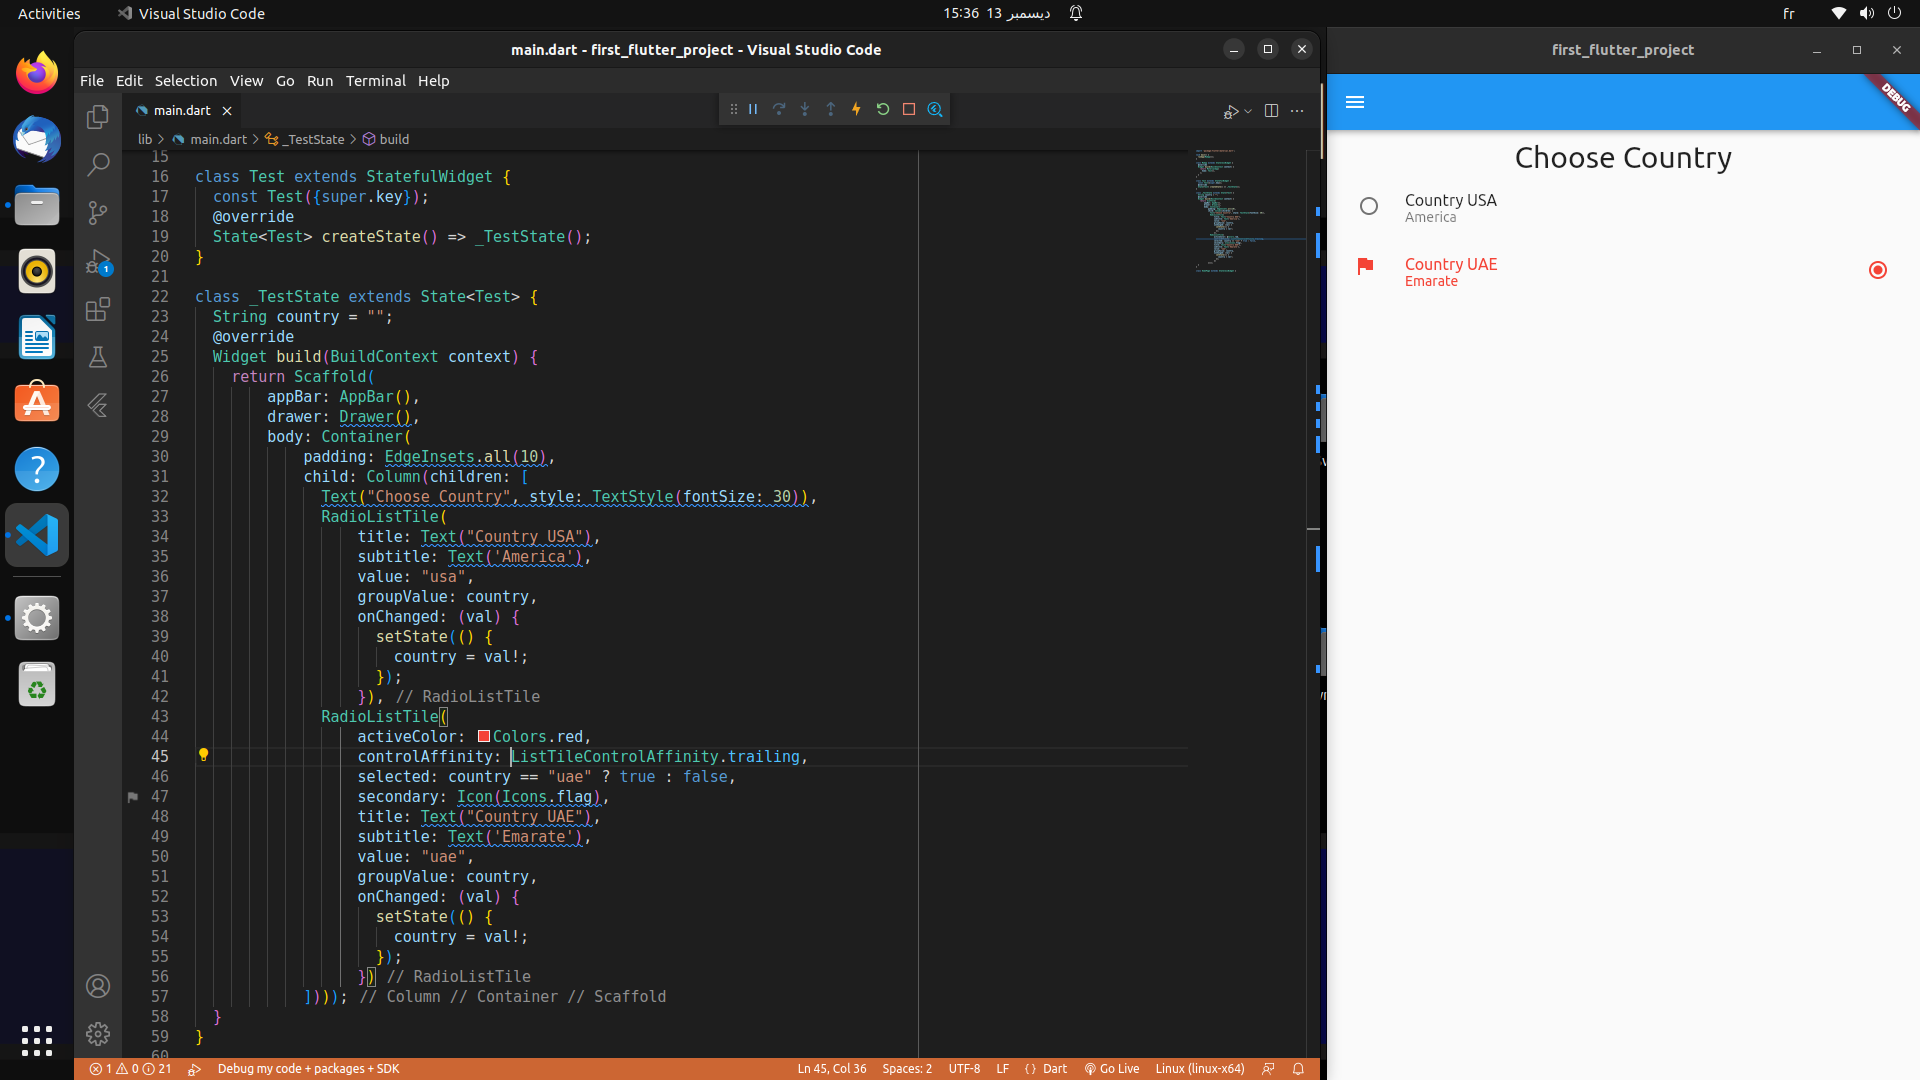 Activities
Visual Studio Code
15:36 13 ديسمبر
fr
main.dart - first_flutter_project - Visual Studio Code
File Edit Selection View Go Run Terminal Help
main.dart
lib > main.dart > _TestState > build
1
15
16 class Test extends StatefulWidget {
17 const Test({super.key});
18 @override
19 State<Test> createState() => _TestState();
20 }
21
22 class _TestState extends State<Test> {
23 String country = "";
24 @override
25 Widget build(BuildContext context) {
26 return Scaffold(
27 appBar: AppBar(),
28 drawer: Drawer(),
29 body: Container(
30 padding: EdgeInsets.all(10),
31 child: Column(children: [
32 Text("Choose Country", style: TextStyle(fontSize: 30)),
33 RadioListTile(
34 title: Text("Country USA"),
35 subtitle: Text('America'),
36 value: "usa",
37 groupValue: country,
38 onChanged: (val) {
39 setState(() {
40 country = val!;
41 });
42 }), // RadioListTile
43 RadioListTile(
44 activeColor: Colors.red,
45 controlAffinity: ListTileControlAffinity.trailing,
46 selected: country == "uae" ? true : false,
47 secondary: Icon(Icons.flag),
48 title: Text("Country UAE"),
49 subtitle: Text('Emarate'),
50 value: "uae",
51 groupValue: country,
52 onChanged: (val) {
53 setState(() {
54 country = val!;
55 });
56 }) // RadioListTile
57 ]))); // Column // Container // Scaffold
58 }
59 }
60
1 0 21 Debug my code + packages + SDK
Ln 45, Col 36 Spaces: 2 UTF-8 LF {} Dart Go Live Linux (linux-x64)
first_flutter_project
DEBUG
Choose Country
Country USA
America
Country UAE
Emarate